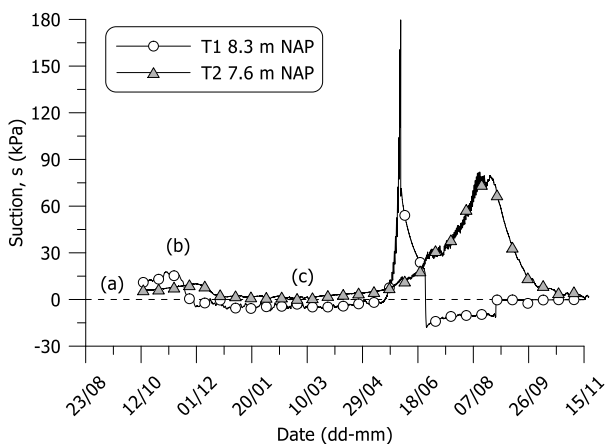 180
150
120
90
60
30
0
-30
Suction, s (kPa)
T1 8.3 m NAP
T2 7.6 m NAP
(a)
(b)
(c)
23/08
12/10
01/12
20/01
10/03
29/04
18/06
07/08
26/09
15/11
Date (dd-mm)